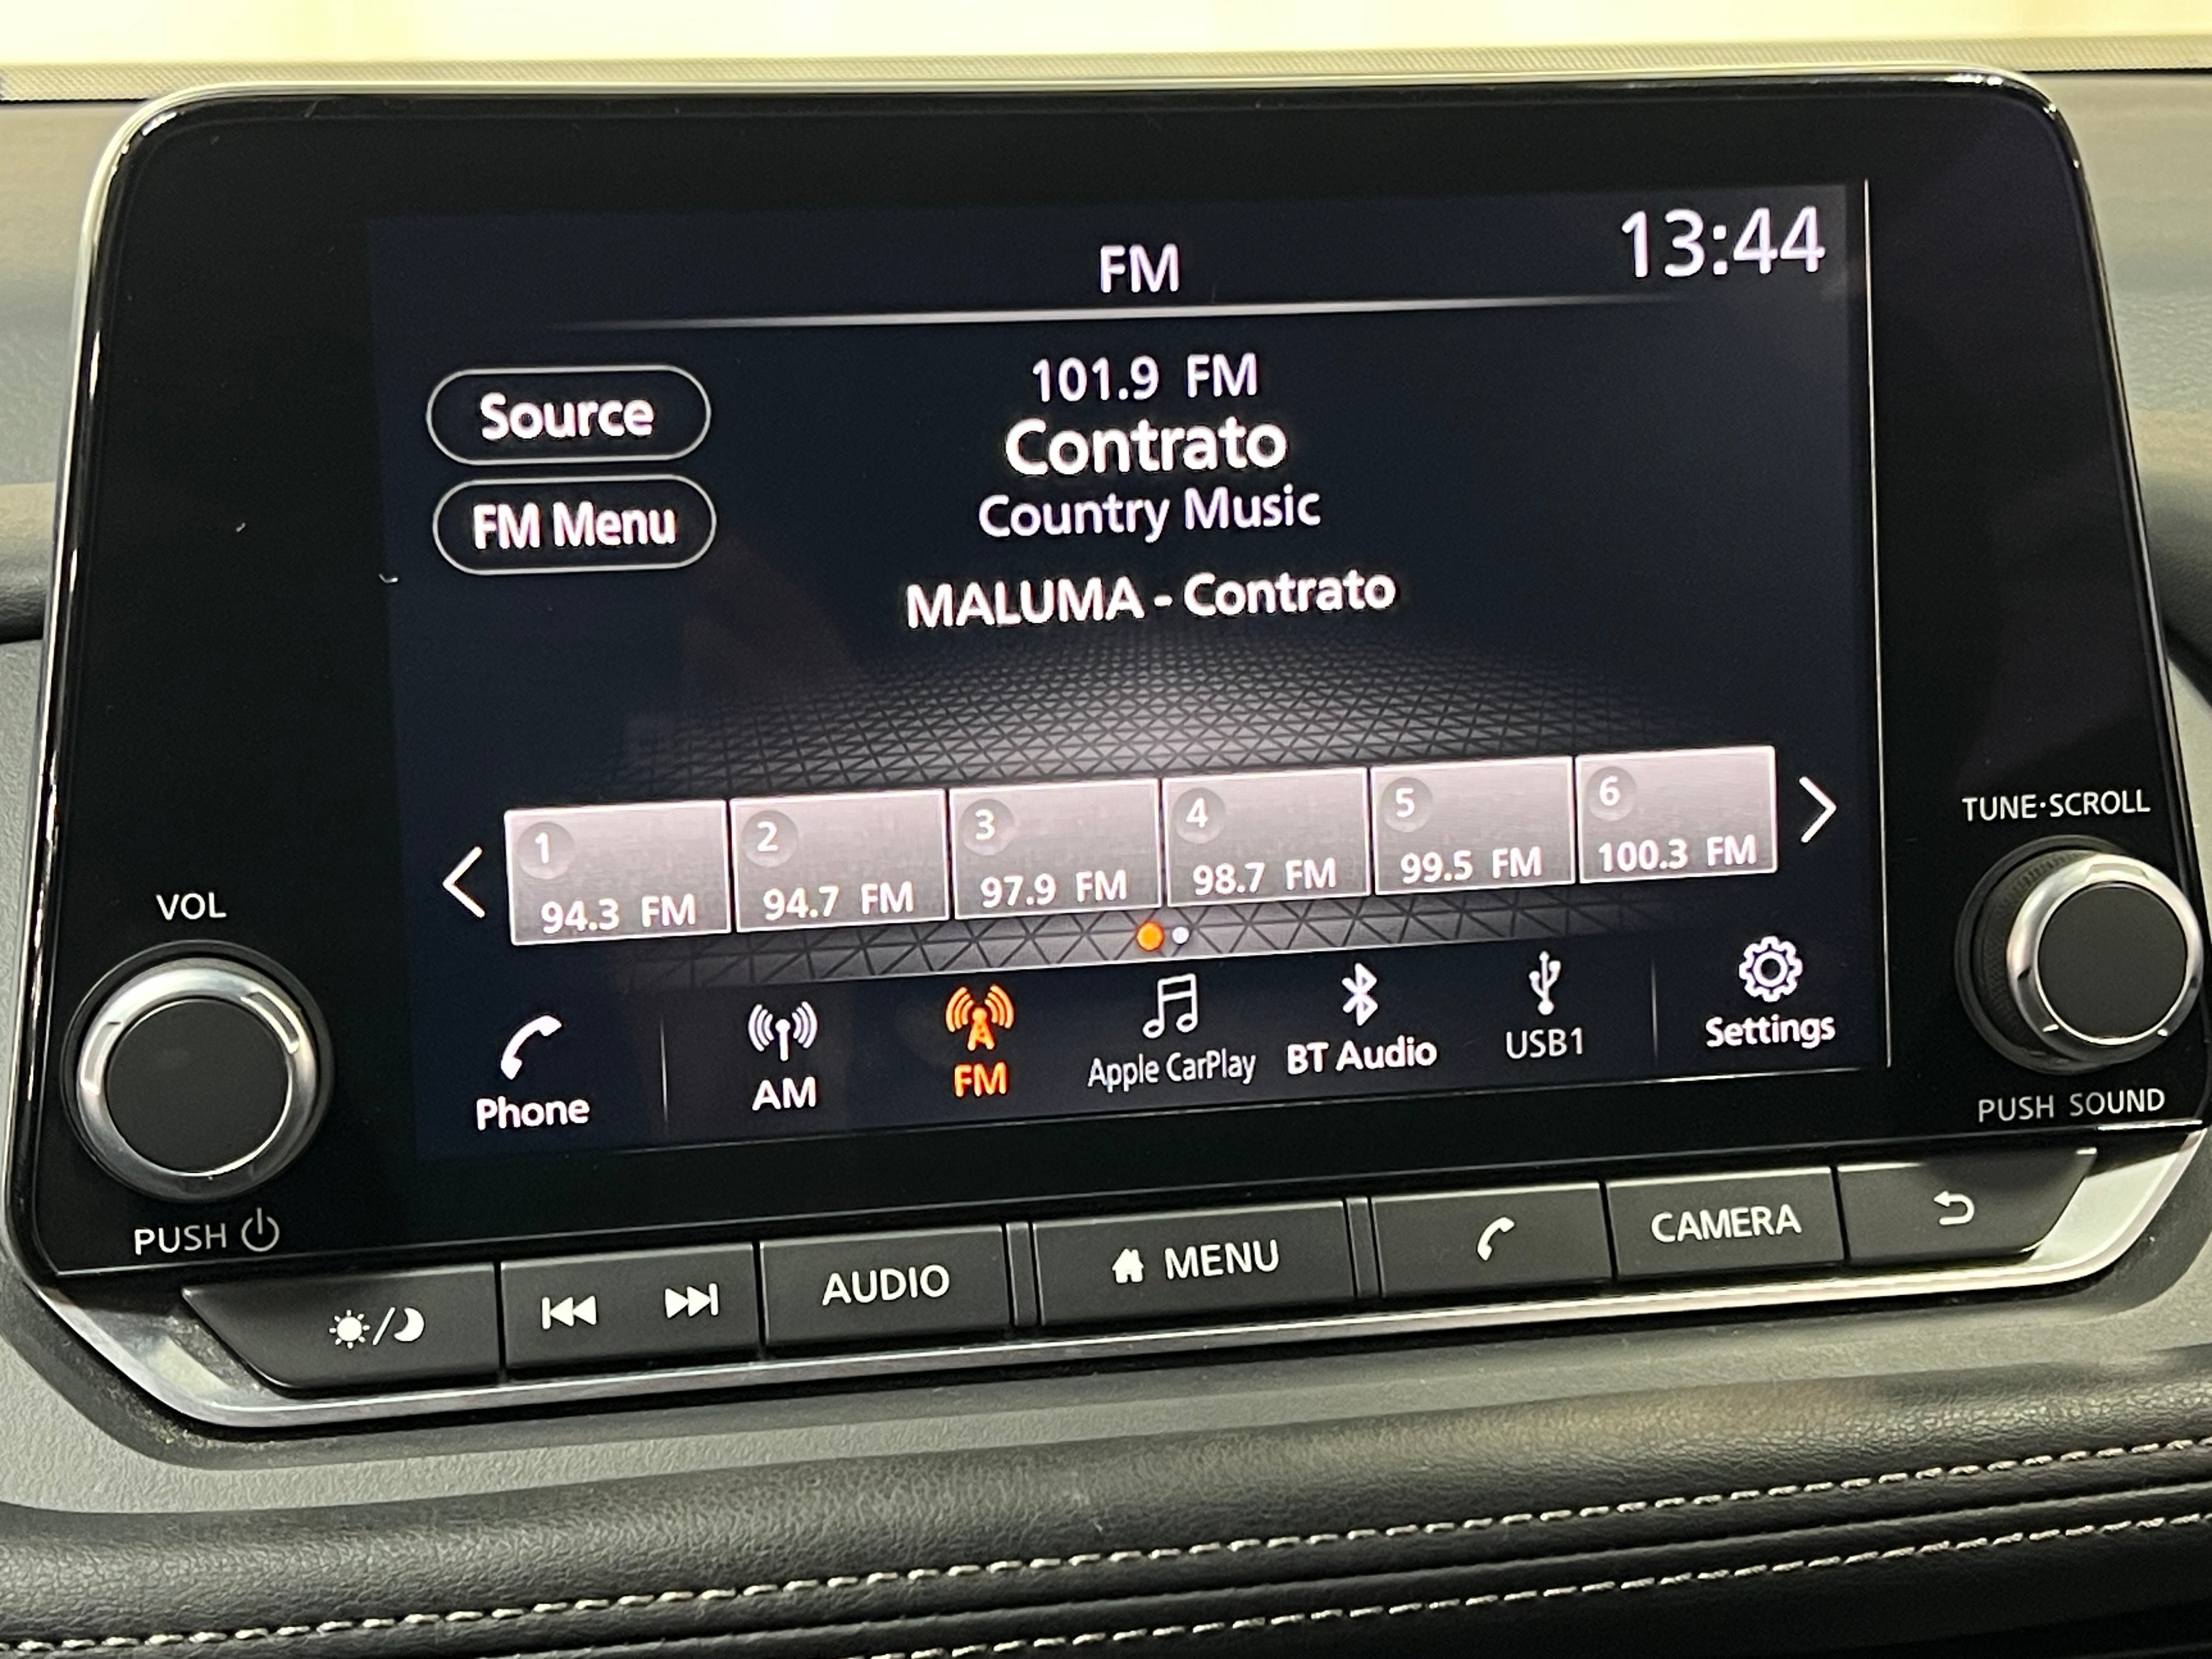 FM
13:44
Source
FM Menu
101.9 FM
Contrato
Country Music
MALUMA - Contrato
1
94.3 FM
2
94.7 FM
3
97.9 FM
4
98.7 FM
5
99.5 FM
6
100.3 FM
Phone
AM
FM
Apple CarPlay
BT Audio
USB1
Settings
VOL
PUSH
TUNE·SCROLL
PUSH SOUND
AUDIO
MENU
CAMERA